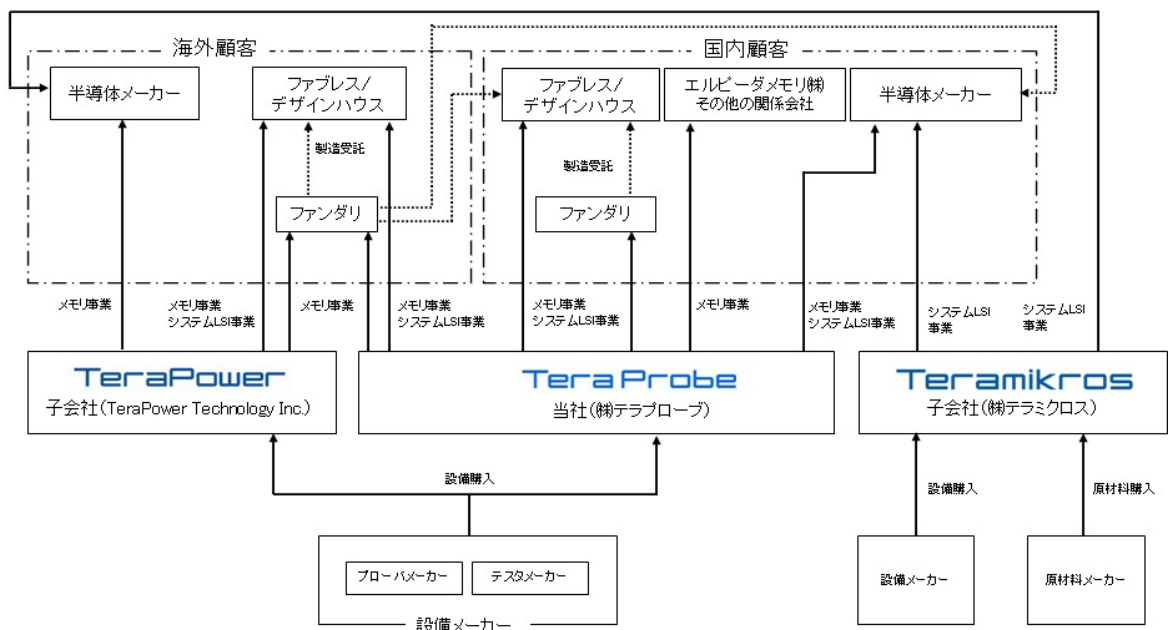 海外顧客
国内顧客
半導体メーカー
ファブレス/
デザインハウス
ファブレス/
デザインハウス
エルピーダメモリ㈱
その他の関係会社
半導体メーカー
製造受託
製造受託
ファンダリ
ファンダリ
メモリ事業
メモリ事業
システムLSI事業
メモリ事業
メモリ事業
システムLSI事業
メモリ事業
システムLSI事業
メモリ事業
メモリ事業
システムLSI事業
システムLSI
事業
システムLSI
事業
TeraPower
子会社(TeraPower Technology Inc.)
Tera Probe
当社(㈱テラプローブ)
Teramikros
子会社(㈱テラミクロス)
設備購入
設備購入
原材料購入
プローバメーカー
テスタメーカー
設備メーカー
設備メーカー
原材料メーカー